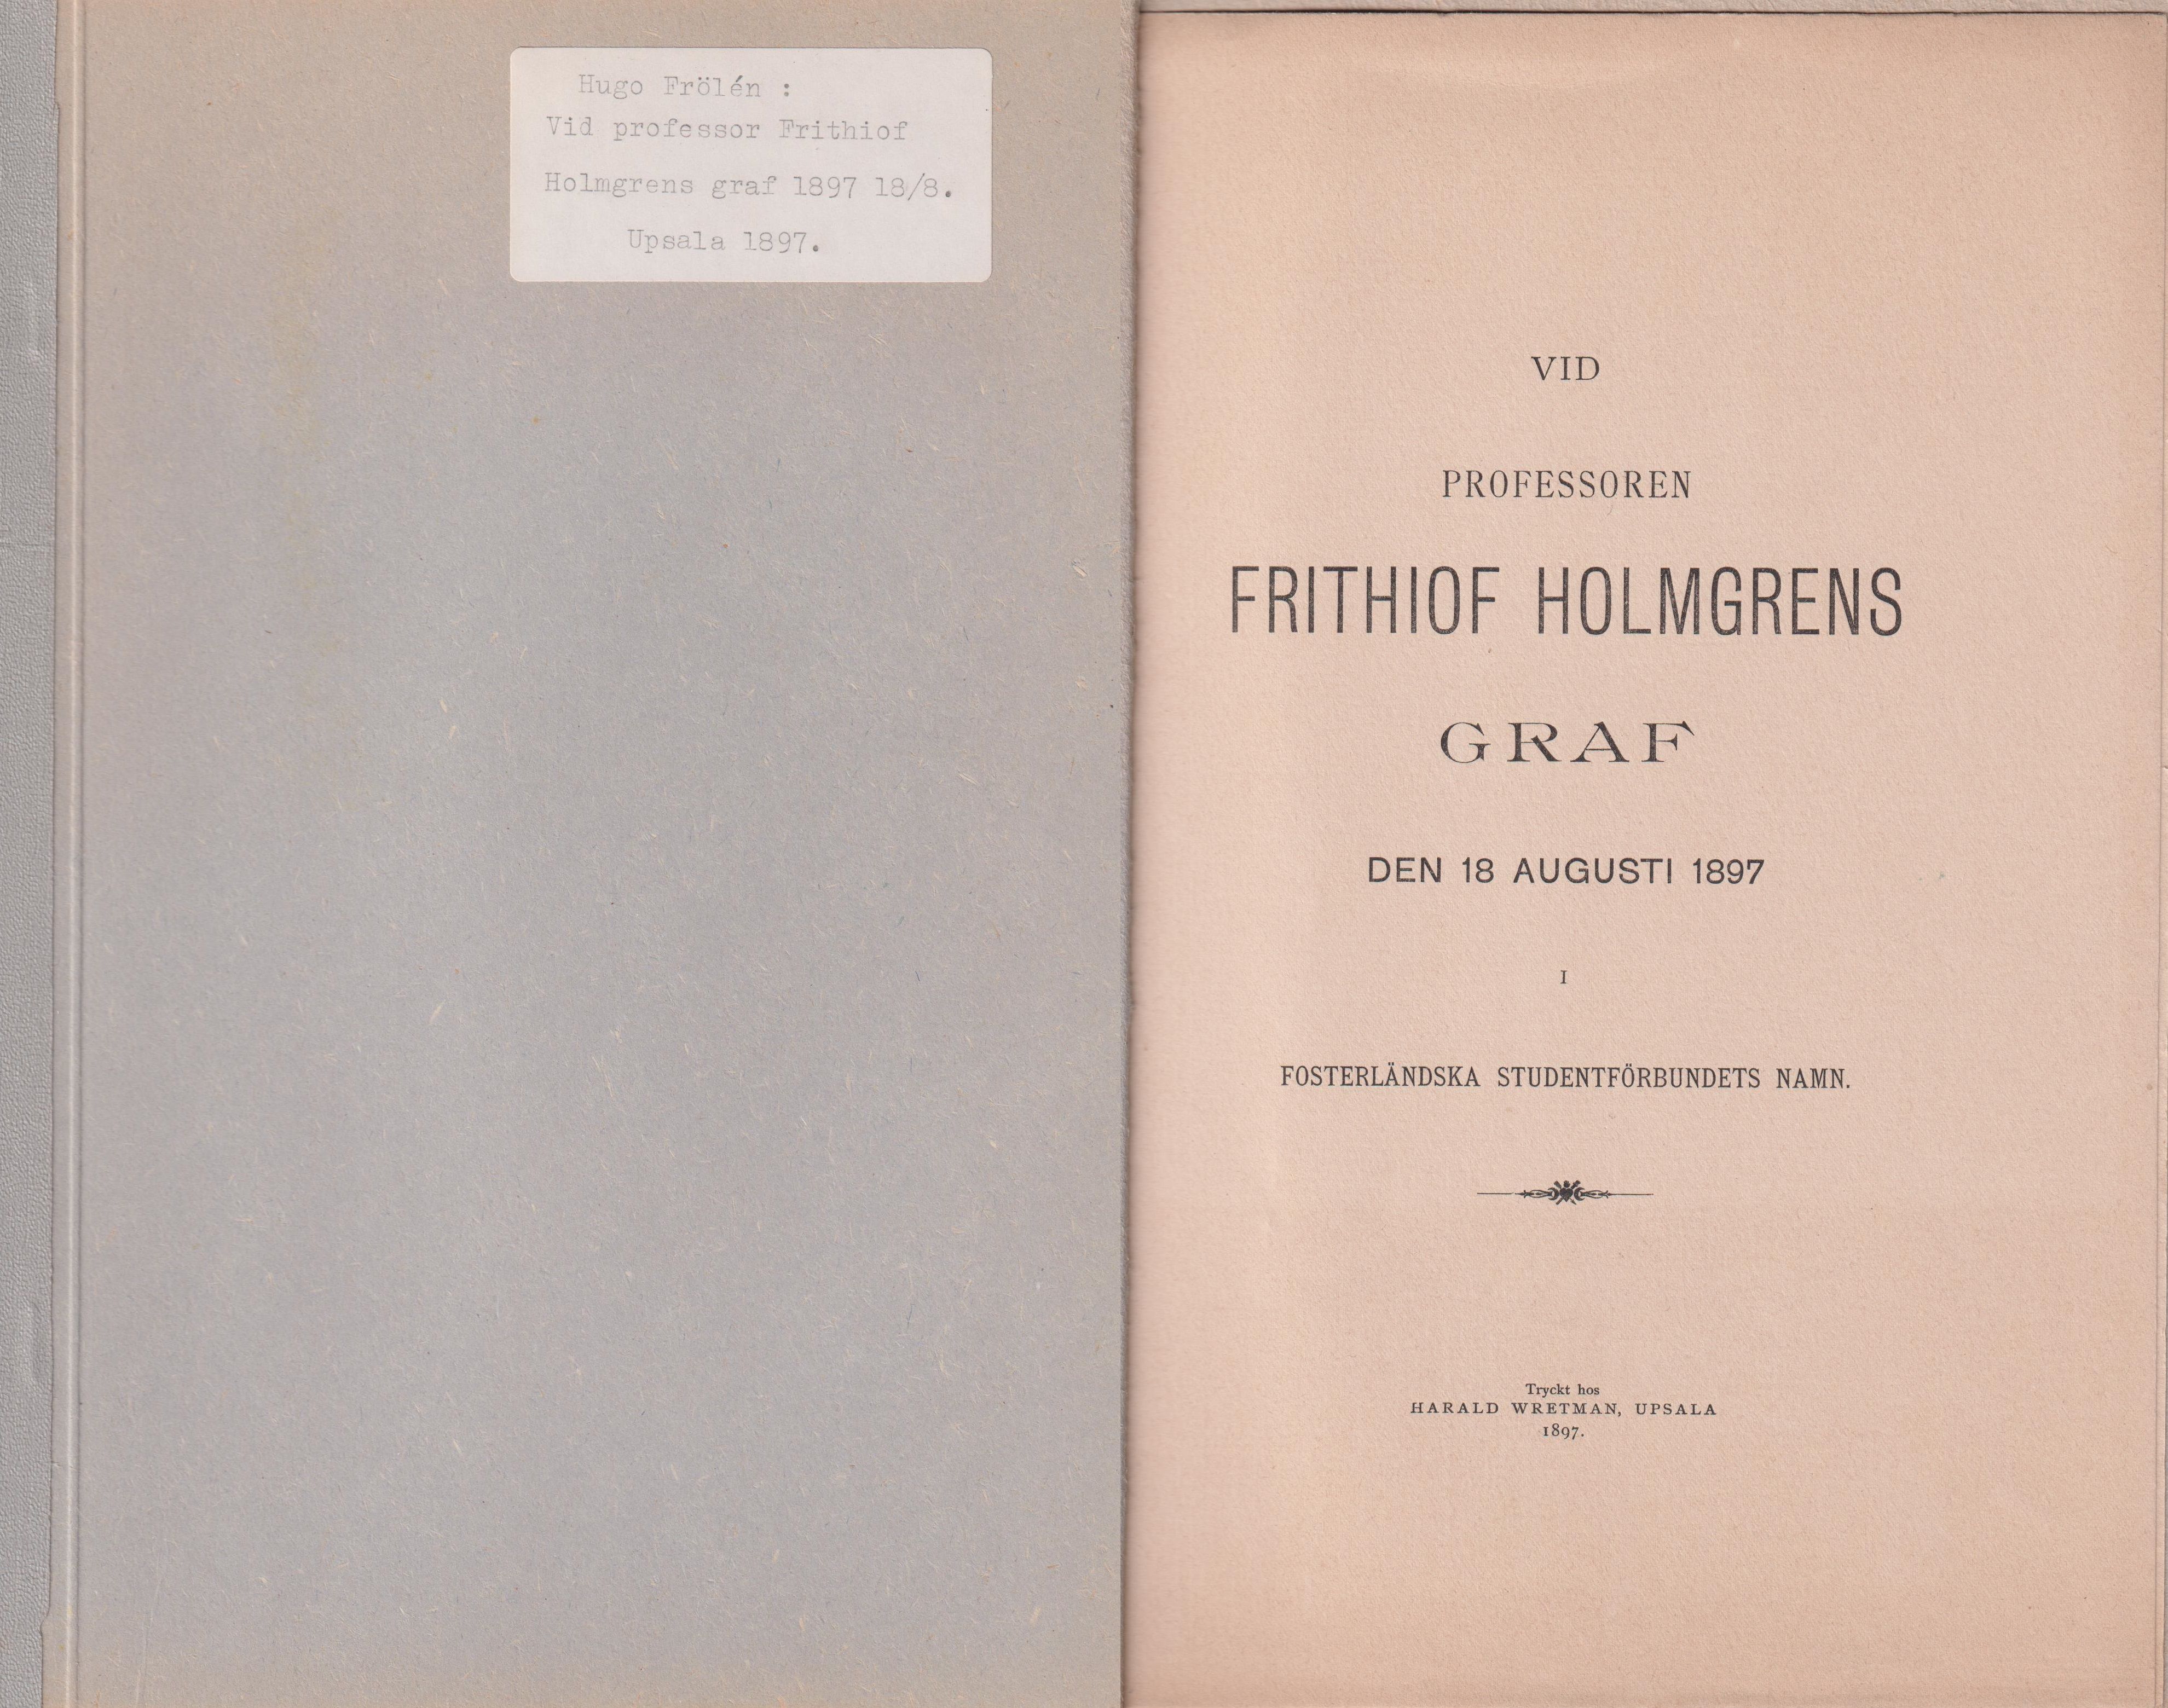 Hugo Frölén :
Vid professor Frithiof
Holmgrens graf 1897 18/8.
Upsala 1897.
VID
PROFESSOREN
FRITHIOF HOLMGRENS
GRAF
DEN 18 AUGUSTI 1897
I
FOSTERLÄNDSKA STUDENTFÖRBUNDETS NAMN.
Tryckt hos
HARALD WRETMAN, UPSALA
1897.